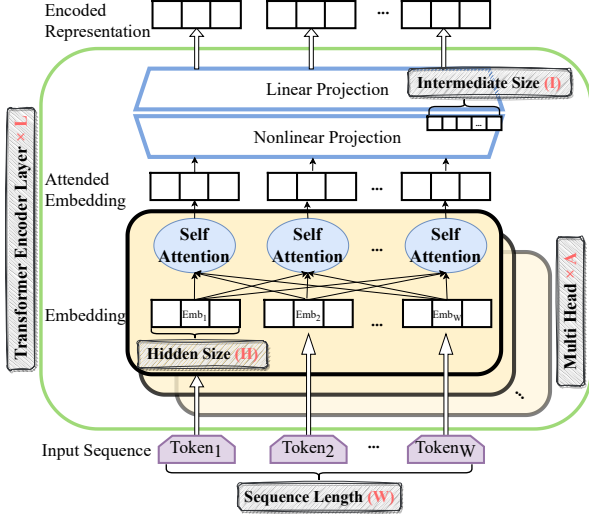 Encoded
Representation
...
Linear Projection
Intermediate Size (I)
...
Nonlinear Projection
Transformer Encoder Layer × L
Attended
Embedding
...
Self
Attention
Self
Attention
...
Self
Attention
Multi Head × A
Embedding
Emb1
Emb2
...
EmbW
Hidden Size (H)
...
Input Sequence
Token1
Token2
...
TokenW
Sequence Length (W)